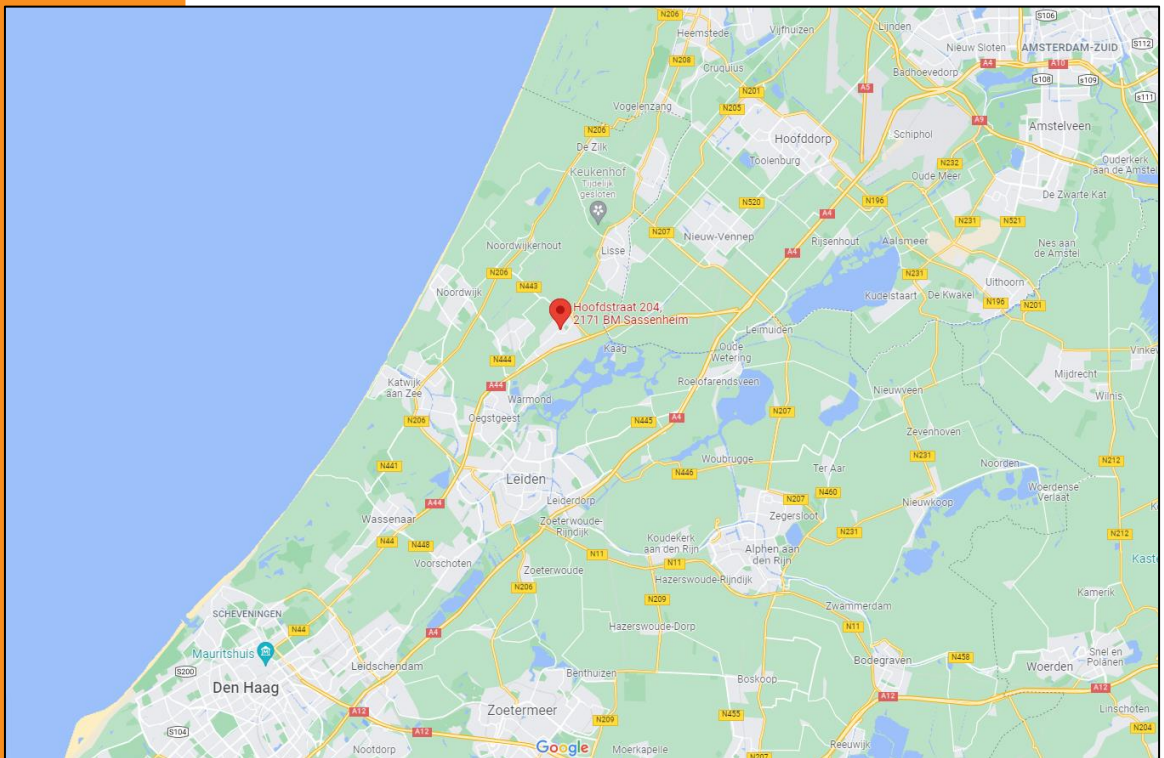 N206
Heemstede
Vijfhuizen
Lijnden
S106
Nieuw Sloten
AMSTERDAM-ZUID
S112
N208
Cruquius
A4
A10
Badhoevedorp
s108
s109
N201
A5
s111
Vogelenzang
N205
A9
N206
Hoofddorp
Schiphol
Amstelveen
De Zilk
Toolenburg
N232
Ouderkerk
aan de Amstel
Keukenhof
Tijdelijk
gesloten
Oude Meer
De Zwarte Kat
N520
N196
A4
N231
N521
Noordwijkerhout
Lisse
N207
Nieuw-Vennep
Rijsenhout
Aalsmeer
Nes aan
de Amstel
A4
N206
N443
N231
Uithoorn
Noordwijk
Kudelstaart
De Kwakel
N196
N201
Hoofdstraat 204,
2171 BM Sassenheim
Leimuiden
Kaag
Oude
Wetering
N444
Mijdrecht
Katwijk
aan Zee
A44
Warmond
Roelofarendsveen
Nieuwveen
Wilnis
N206
Oegstgeest
N445
A4
N207
Zevenhoven
N441
Leiden
N446
Woubrugge
Ter Aar
N231
Noorden
N212
A44
Leiderdorp
N207
N460
Nieuwkoop
Woerdense
Verlaat
Wassenaar
Zoeterwoude-
Rijndijk
Zegersloot
N44
N448
Koudekerk
aan den Rijn
N231
N212
Voorschoten
N11
Alphen aan
den Rijn
Zoeterwoude
N11
N206
Hazerswoude-Rijndijk
Kamerik
SCHEVENINGEN
N209
Zwammerdam
N44
A4
Hazerswoude-Dorp
N11
Mauritshuis
S200
Leidschendam
Bodegraven
N458
Snel en
Polanen
Den Haag
Benthuizen
Boskoop
Woerden
A12
A12
Zoetermeer
A12
Linschoten
S104
A12
N209
N455
N204
Nootdorp
Google
Moerkapelle
N207
Reeuwijk